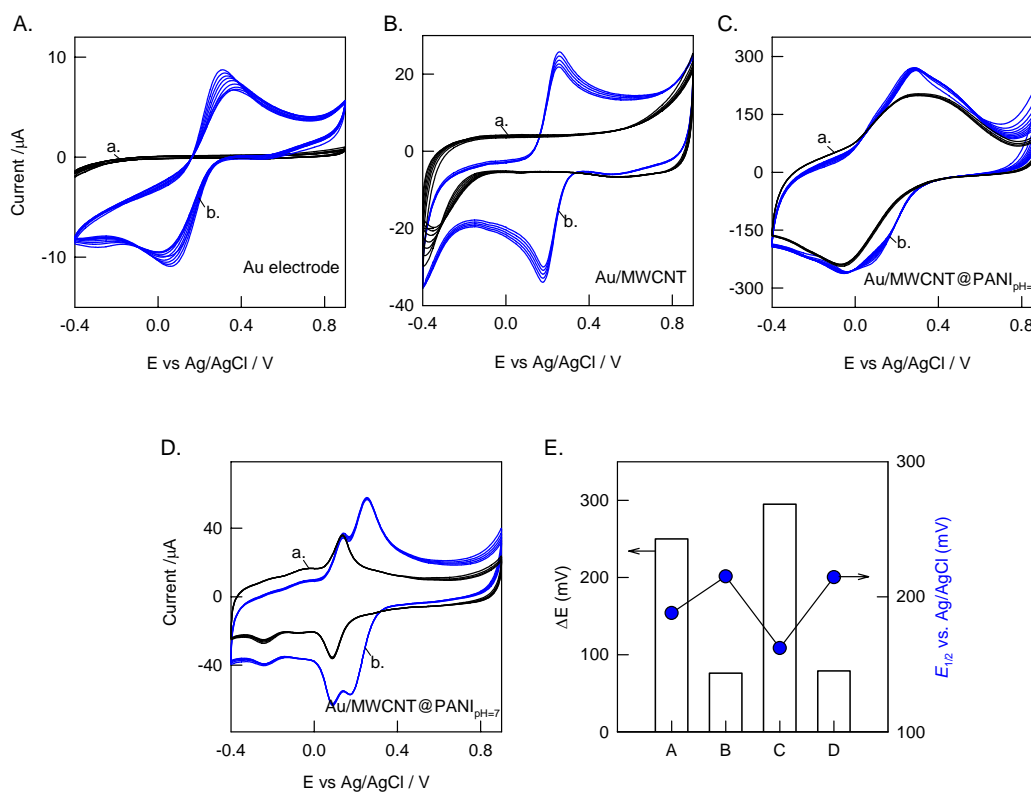 A.
B.
C.
10
0
-10
Current /µA
a.
b.
Au electrode
-0.4 0.0 0.4 0.8
E vs Ag/AgCl / V
20
0
-20
-40
a.
b.
Au/MWCNT
-0.4 0.0 0.4 0.8
E vs Ag/AgCl / V
300
150
0
-150
-300
a.
b.
Au/MWCNT@PANIpH=
-0.4 0.0 0.4 0.8
E vs Ag/AgCl / V
D.
E.
40
0
-40
Current /µA
a.
b.
Au/MWCNT@PANIpH=7
-0.4 0.0 0.4 0.8
E vs Ag/AgCl / V
300
200
100
0
ΔE (mV)
A B C D
300
200
100
E1/2 vs. Ag/AgCl (mV)